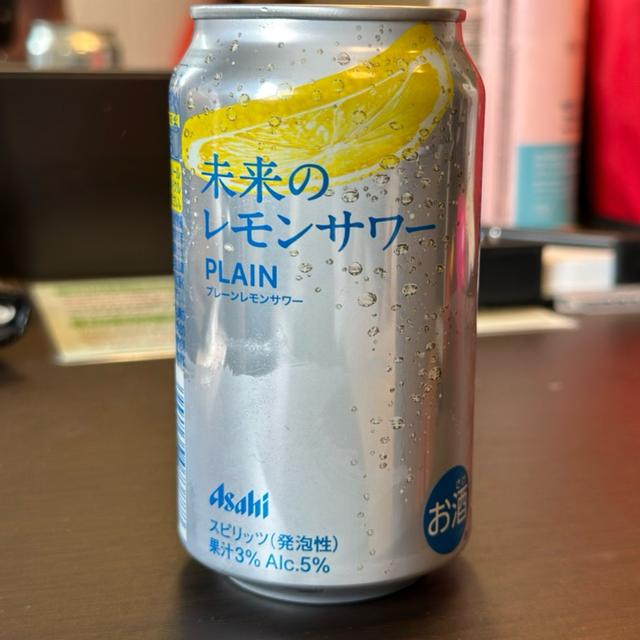 未来の
レモンサワー
PLAIN
プレーンレモンサワー
Asahi
スピリッツ(発泡性)
果汁3% Alc.5%
お酒